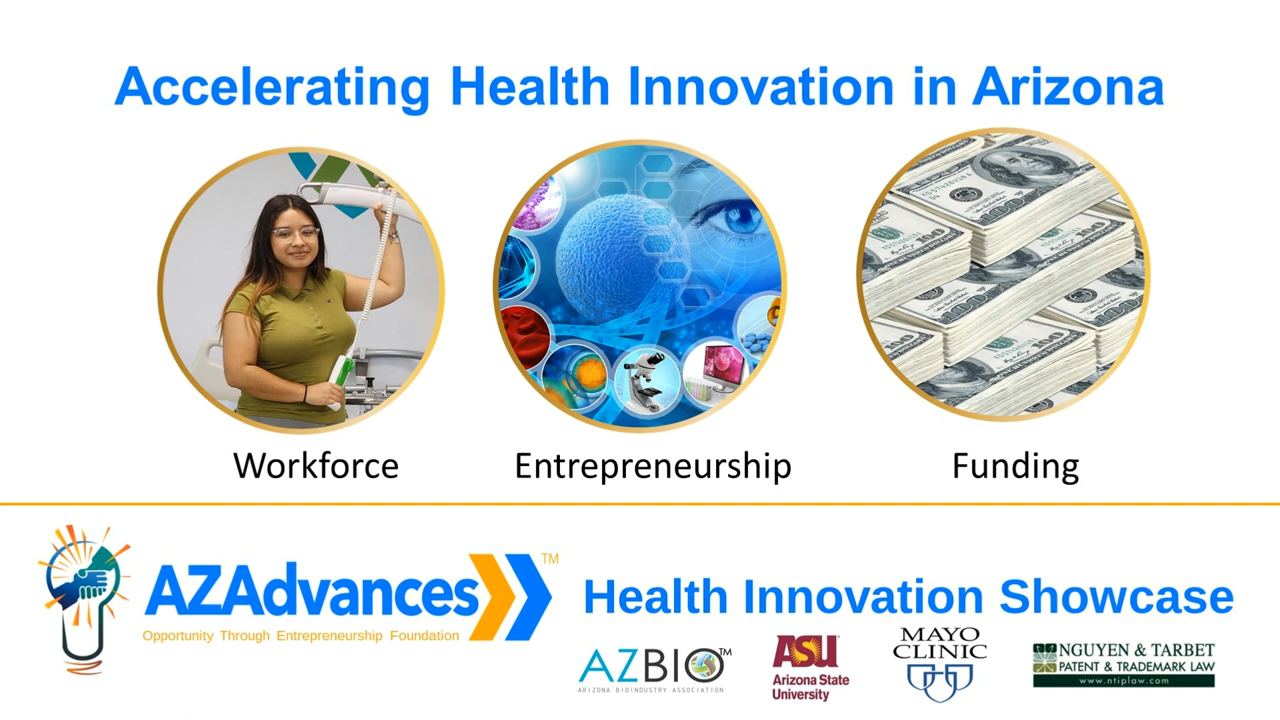 Accelerating Health Innovation in Arizona
Workforce
Entrepreneurship
Funding
AZAdvances TM
Opportunity Through Entrepreneurship Foundation
Health Innovation Showcase
AZBIO TM
ARIZONA BIOINDUSTRY ASSOCIATION
ASU
Arizona State
University
MAYO
CLINIC
NGUYEN & TARBET
PATENT & TRADEMARK LAW
www.ntiplaw.com